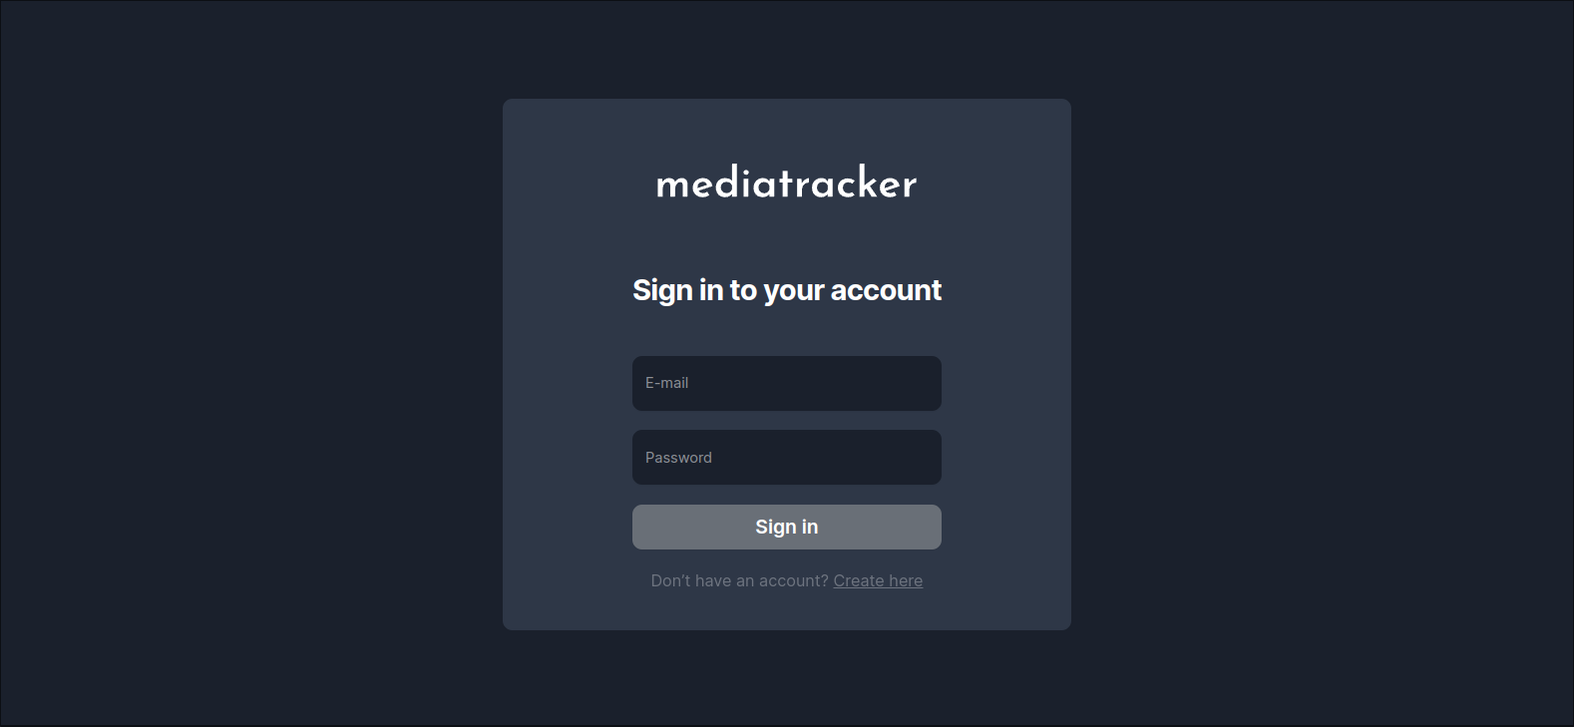 mediatracker
Sign in to your account
E-mail
Password
Sign in
Don't have an account? Create here